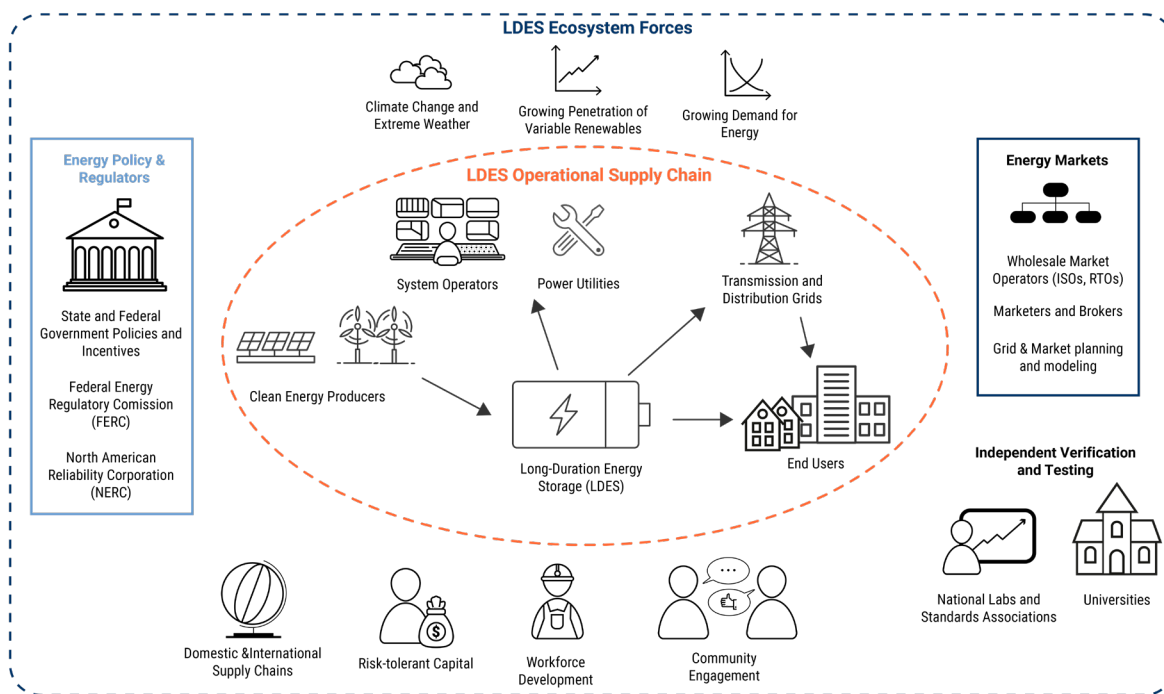 LDES Ecosystem Forces
Climate Change and
Extreme Weather
Growing Penetration of
Variable Renewables
Growing Demand for
Energy
Energy Policy &
Regulators
State and Federal
Government Policies and
Incentives
Federal Energy
Regulatory Comission
(FERC)
North American
Reliability Corporation
(NERC)
LDES Operational Supply Chain
System Operators
Power Utilities
Transmission and
Distribution Grids
Clean Energy Producers
Long-Duration Energy
Storage (LDES)
End Users
Energy Markets
Wholesale Market
Operators (ISOs, RTOs)
Marketers and Brokers
Grid & Market planning
and modeling
Independent Verification
and Testing
National Labs and
Standards Associations
Universities
Domestic &International
Supply Chains
$
Risk-tolerant Capital
Workforce
Development
...
Community
Engagement